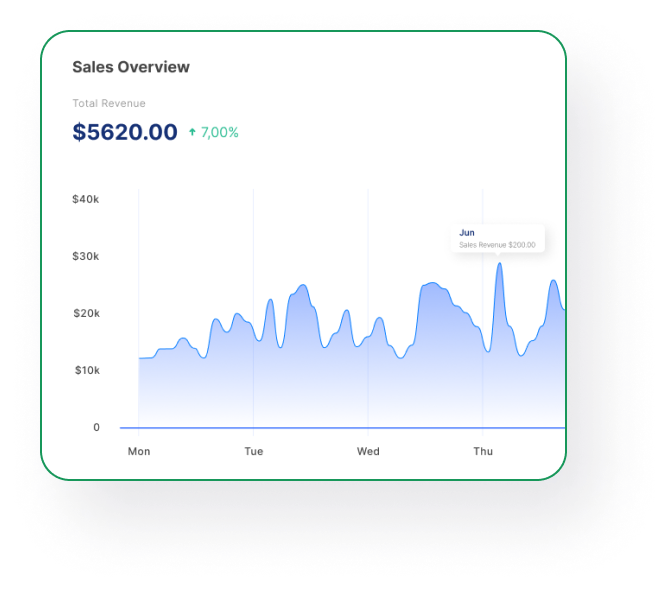 Sales Overview
Total Revenue
$5620.00 ↑ 7,00%
$40k
Jun
Sales Revenue $200.00
$30k
$20k
$10k
0
Mon Tue Wed Thu